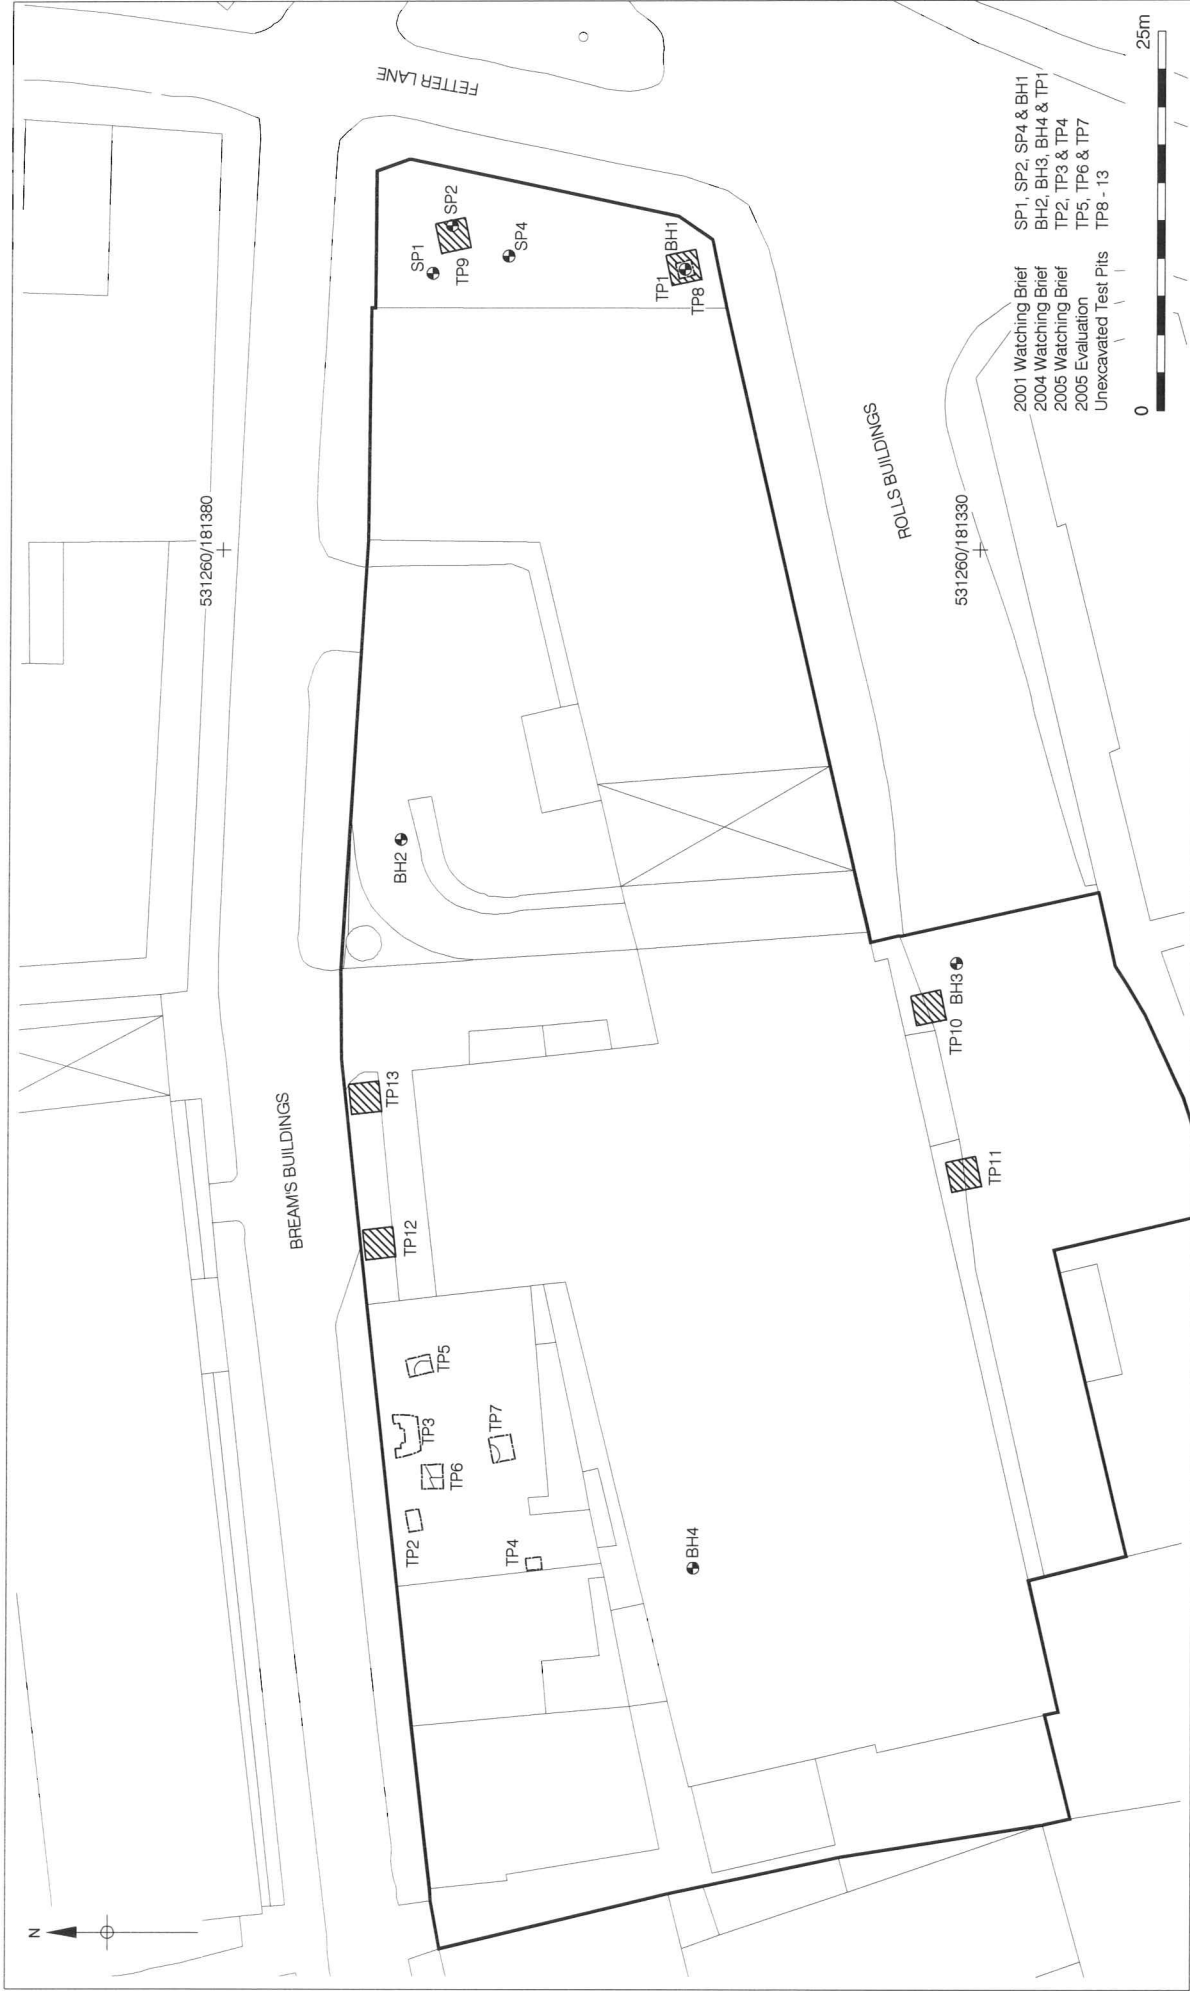 N
BREAM'S BUILDINGS
FETTER LANE
ROLLS BUILDINGS
531260/181380
531260/181330
SP1
SP2
TP9
SP4
TP1
BH1
TP8
BH2
TP13
TP12
TP5
TP3
TP6
TP7
TP2
TP4
BH4
TP10
BH3
TP11
2001 Watching Brief SP1, SP2, SP4 & BH1
2004 Watching Brief BH2, BH3, BH4 & TP1
2005 Watching Brief TP2, TP3 & TP4
2005 Evaluation TP5, TP6 & TP7
Unexcavated Test Pits TP8 - 13
0 25m